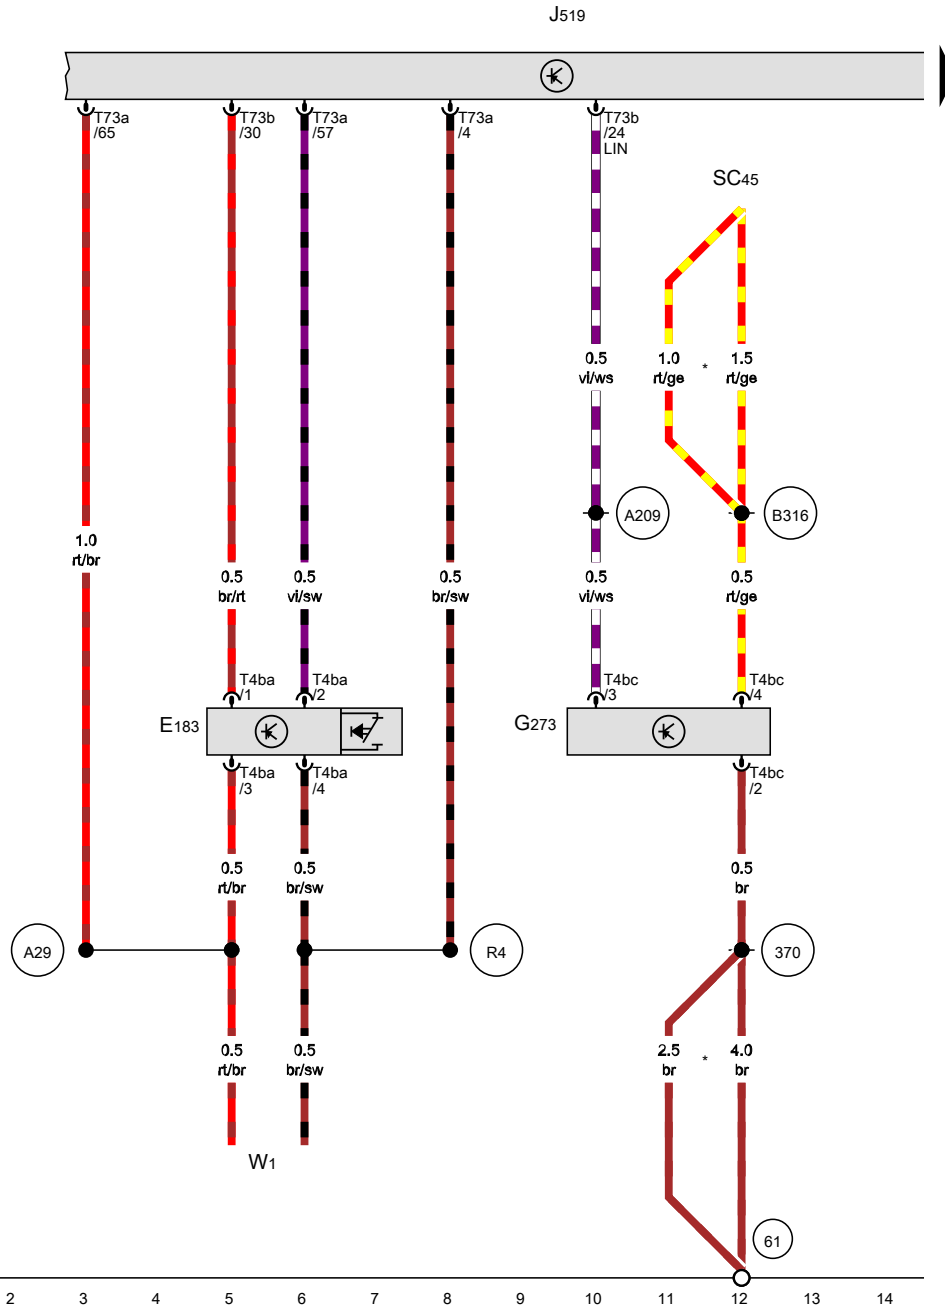 J519
T73a
/65
T73b
/30
T73a
/57
T73a
/4
T73b
/24
LIN
SC45
0.5
vi/ws
1.0
rt/ge
*
1.5
rt/ge
A209
B316
1.0
rt/br
0.5
br/rt
0.5
vi/sw
0.5
br/sw
0.5
vi/ws
0.5
rt/ge
T4ba
/1
T4ba
/2
T4bc
/3
T4bc
/4
E183
G273
T4ba
/3
T4ba
/4
T4bc
/2
0.5
rt/br
0.5
br/sw
0.5
br
A29
R4
370
0.5
rt/br
0.5
br/sw
2.5
br
*
4.0
br
W1
61
2 3 4 5 6 7 8 9 10 11 12 13 14